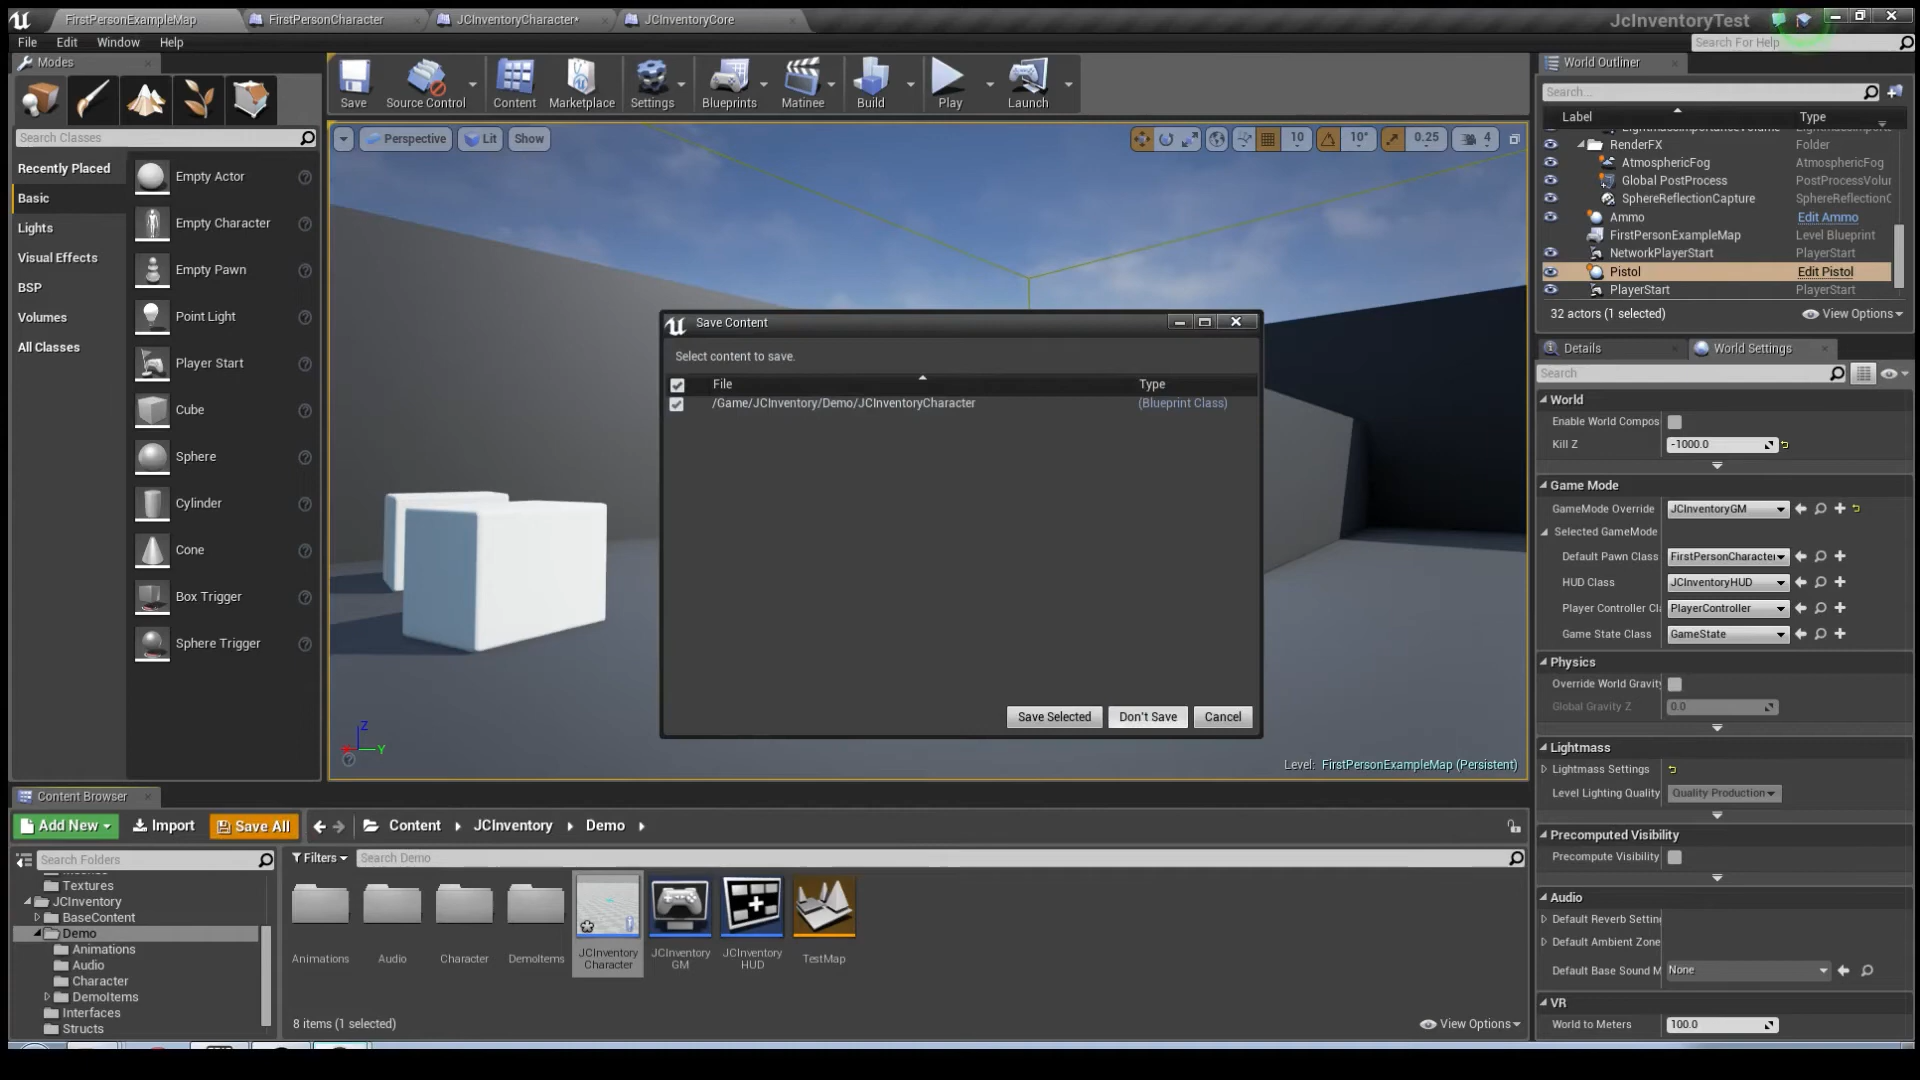 FirstPersonExampleMap
FirstPersonCharacter
JCInventoryCharacter*
JCInventoryCore
JcInventoryTest
File
Edit
Window
Help
Search For Help
Modes
Save
Source Control
Content
Marketplace
Settings
Blueprints
Matinee
Build
Play
Launch
World Outliner
Search...
Label
Type
Search Classes
Perspective
Lit
Show
10
10°
0.25
4
RenderFX
Folder
AtmosphericFog
AtmosphericFog
Global PostProcess
PostProcessVolur
SphereReflectionCapture
SphereReflectionC
Ammo
Edit Ammo
FirstPersonExampleMap
Level Blueprint
NetworkPlayerStart
PlayerStart
Pistol
Edit Pistol
PlayerStart
PlayerStart
32 actors (1 selected)
View Options
Recently Placed
Basic
Lights
Visual Effects
BSP
Volumes
All Classes
Empty Actor
Empty Character
Empty Pawn
Point Light
Player Start
Cube
Sphere
Cylinder
Cone
Box Trigger
Sphere Trigger
Save Content
Select content to save.
File
Type
/Game/JCInventory/Demo/JCInventoryCharacter
(Blueprint Class)
Save Selected
Don't Save
Cancel
Z
Y
Level: FirstPersonExampleMap (Persistent)
Details
World Settings
Search
World
Enable World Compos
Kill Z
-1000.0
Game Mode
GameMode Override
JCInventoryGM
Selected GameMode
Default Pawn Class
FirstPersonCharacter
HUD Class
JCInventoryHUD
Player Controller Cl
PlayerController
Game State Class
GameState
Physics
Override World Gravity
Global Gravity Z
0.0
Lightmass
Lightmass Settings
Level Lighting Quality
Quality Production
Precomputed Visibility
Precompute Visibility
Audio
Default Reverb Settin
Default Ambient Zone
Default Base Sound M
None
VR
World to Meters
100.0
Content Browser
Add New
Import
Save All
Content
JCInventory
Demo
Search Folders
Filters
Search Demo
Textures
JCInventory
BaseContent
Demo
Animations
Audio
Character
DemoItems
Interfaces
Structs
Animations
Audio
Character
DemoItems
JCInventory
Character
JCInventory
GM
JCInventory
HUD
TestMap
8 items (1 selected)
View Options